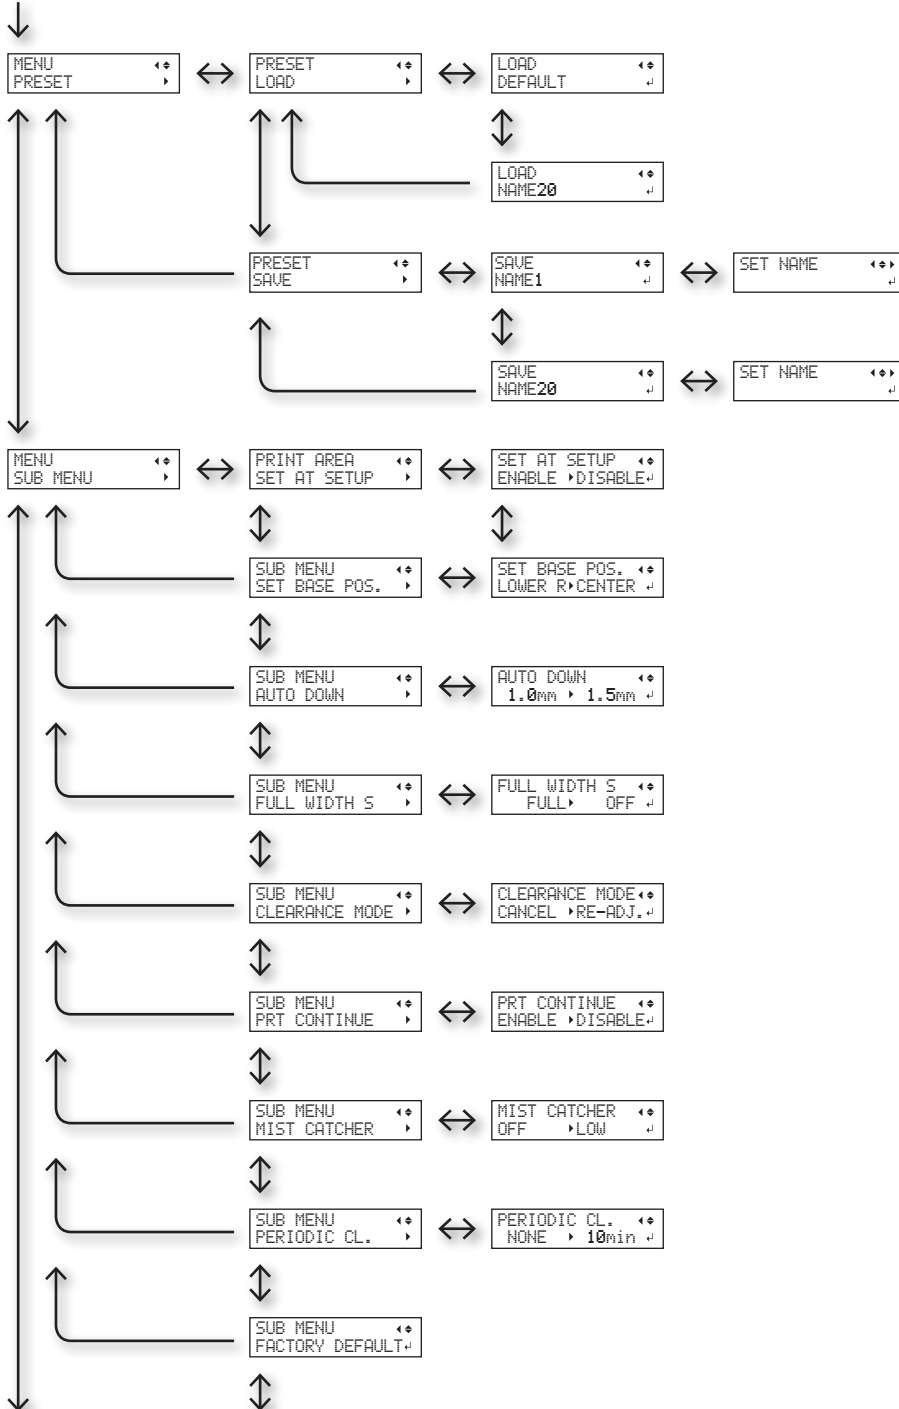 MENU
PRESET
PRESET
LOAD
LOAD
DEFAULT
LOAD
NAME20
PRESET
SAVE
SAVE
NAME1
SET NAME
SAVE
NAME20
SET NAME
MENU
SUB MENU
PRINT AREA
SET AT SETUP
SET AT SETUP
ENABLE DISABLE
SUB MENU
SET BASE POS.
SET BASE POS.
LOWER R CENTER
SUB MENU
AUTO DOWN
AUTO DOWN
1.0mm 1.5mm
SUB MENU
FULL WIDTH S
FULL WIDTH S
FULL OFF
SUB MENU
CLEARANCE MODE
CLEARANCE MODE
CANCEL RE-ADJ.
SUB MENU
PRT CONTINUE
PRT CONTINUE
ENABLE DISABLE
SUB MENU
MIST CATCHER
MIST CATCHER
OFF LOW
SUB MENU
PERIODIC CL.
PERIODIC CL.
NONE 10min
SUB MENU
FACTORY DEFAULT